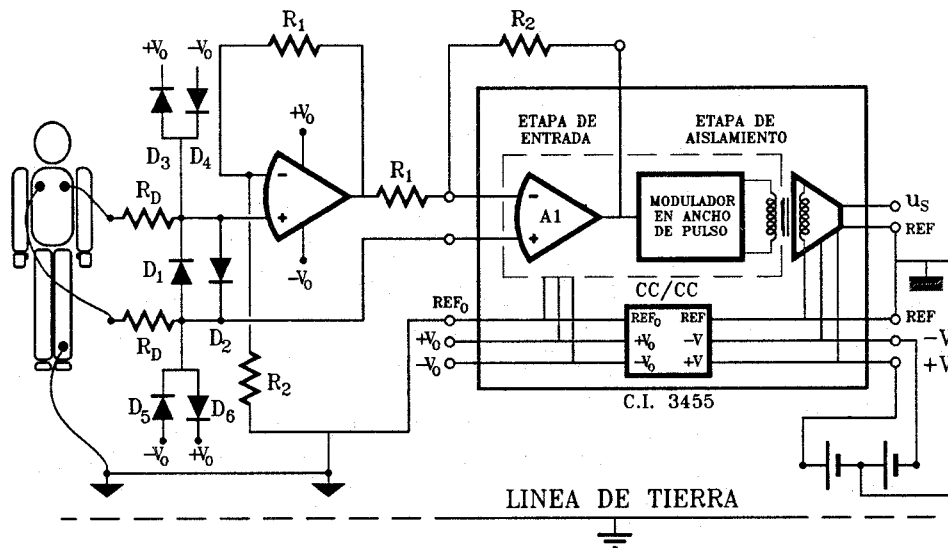 R1
R2
+V0 -V0
D3 D4
+V0
-V0
RD
R1
D1
D2
RD
R2
D5 D6
-V0 +V0
ETAPA DE
ENTRADA
ETAPA DE
AISLAMIENTO
A1
MODULADOR
EN ANCHO
DE PULSO
uS
REF
CC/CC
REF0
+V0
-V0
REF0 REF
+V0 -V
-V0 +V
REF
-V
+V
C.I. 3455
LINEA DE TIERRA